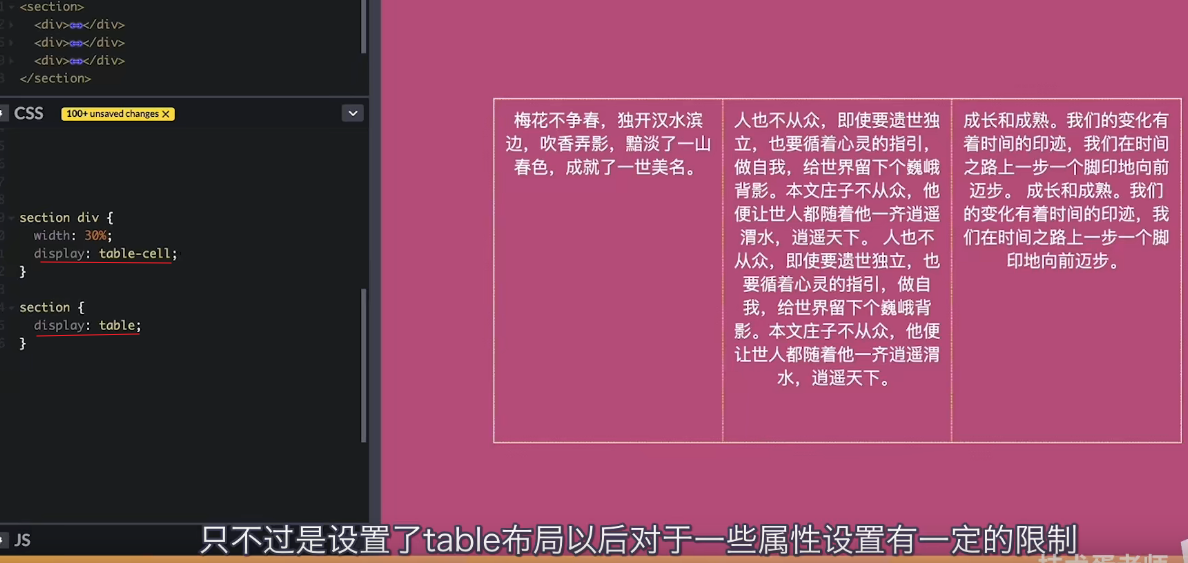 <section>
<div></div>
<div></div>
<div></div>
</section>
CSS
100+ unsaved changes ×
section div {
width: 30%;
display: table-cell;
}
section {
display: table;
}
JS
梅花不争春，独开汉水滨
边，吹香弄影，黯淡了一山
春色，成就了一世美名。
人也不从众，即使要遗世独
立，也要循着心灵的指引，
做自我，给世界留下个巍峨
背影。本文庄子不从众，他
便让世人都随着他一齐逍遥
渭水，逍遥天下。 人也不
从众，即使要遗世独立，也
要循着心灵的指引，做自
我，给世界留下个巍峨背
影。本文庄子不从众，他便
让世人都随着他一齐逍遥渭
水，逍遥天下。
成长和成熟。我们的变化有
着时间的印迹，我们在时间
之路上一步一个脚印地向前
迈步。 成长和成熟。我们
的变化有着时间的印迹，我
们在时间之路上一步一个脚
印地向前迈步。
只不过是设置了table布局以后对于一些属性设置有一定的限制